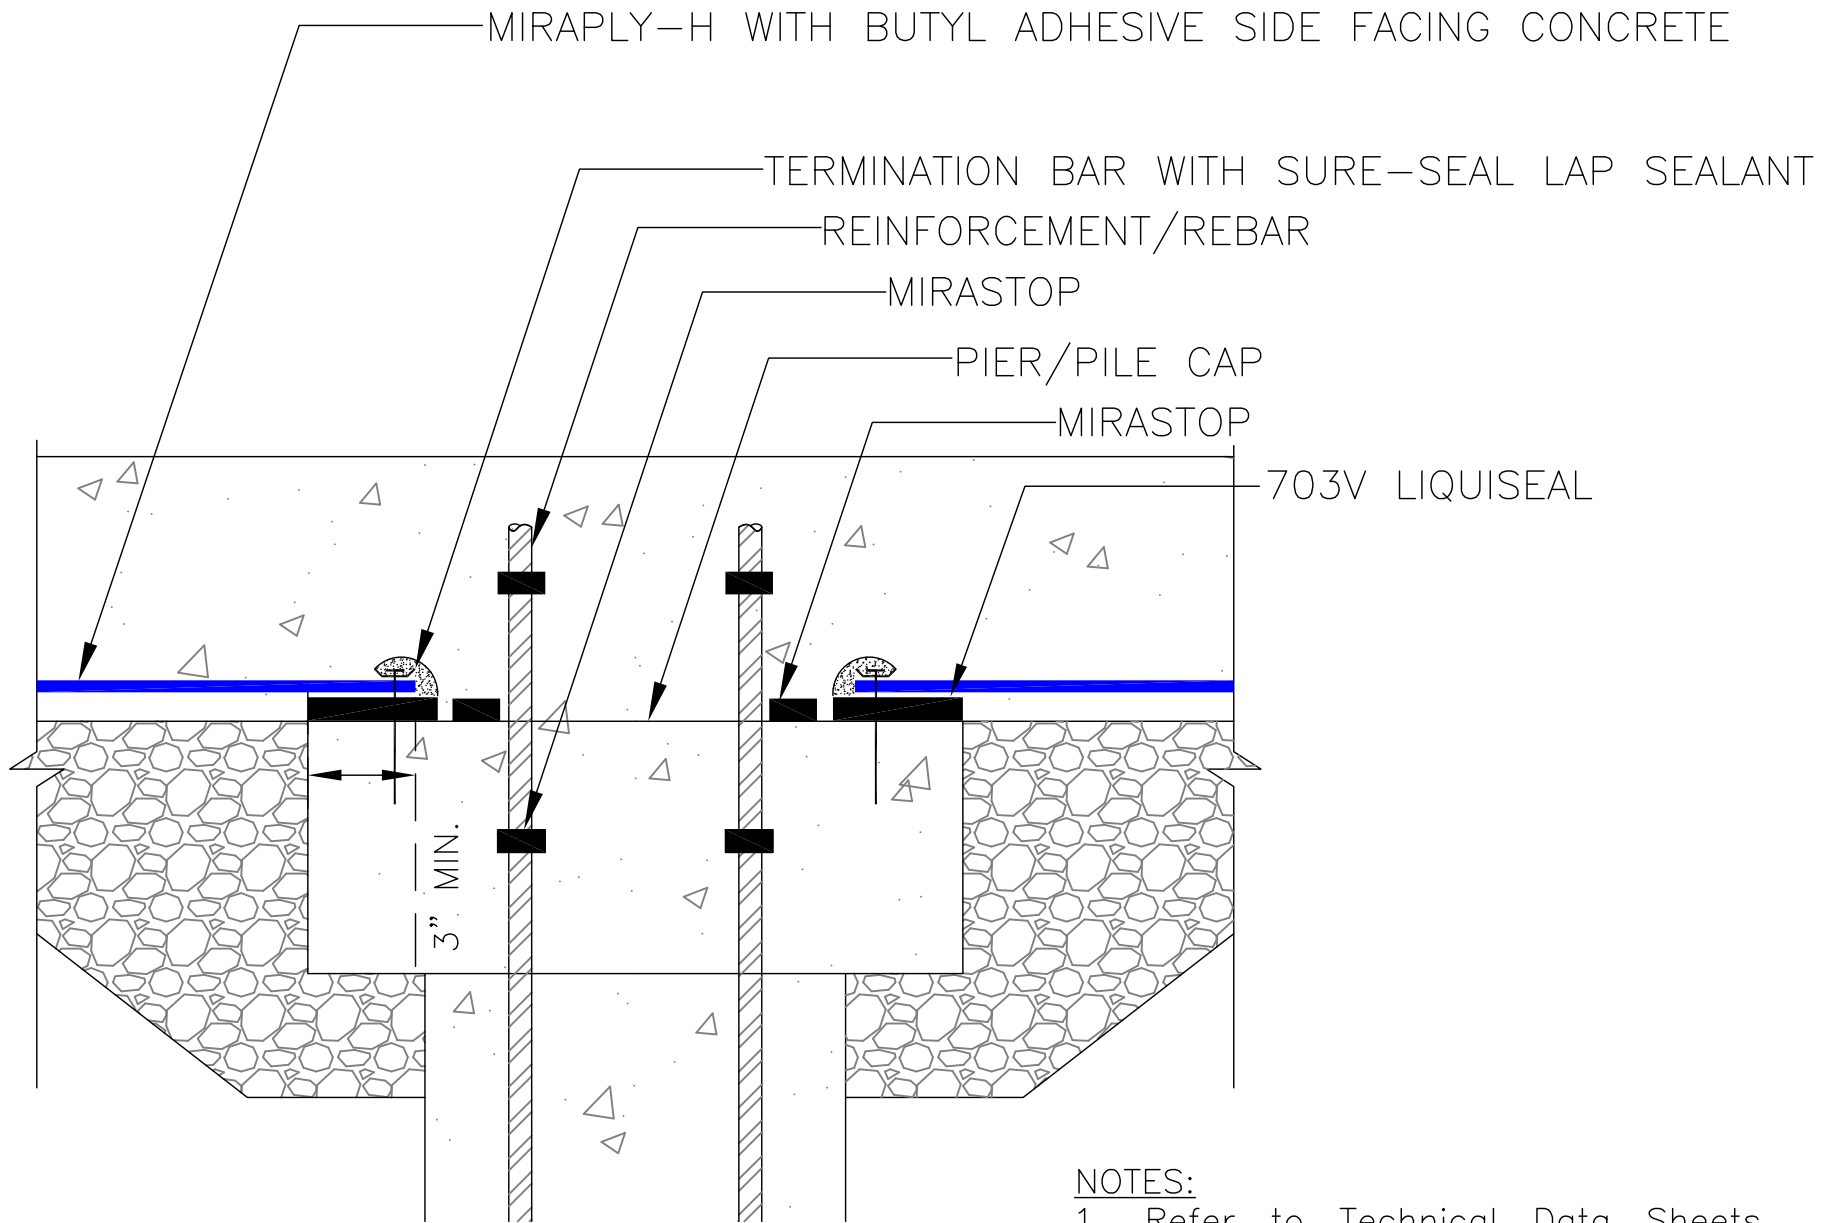 MIRAPLY-H WITH BUTYL ADHESIVE SIDE FACING CONCRETE
TERMINATION BAR WITH SURE-SEAL LAP SEALANT
REINFORCEMENT/REBAR
MIRASTOP
PIER/PILE CAP
MIRASTOP
703V LIQUISEAL
3" MIN.
NOTES:
1. Refer to Technical Data Sheets